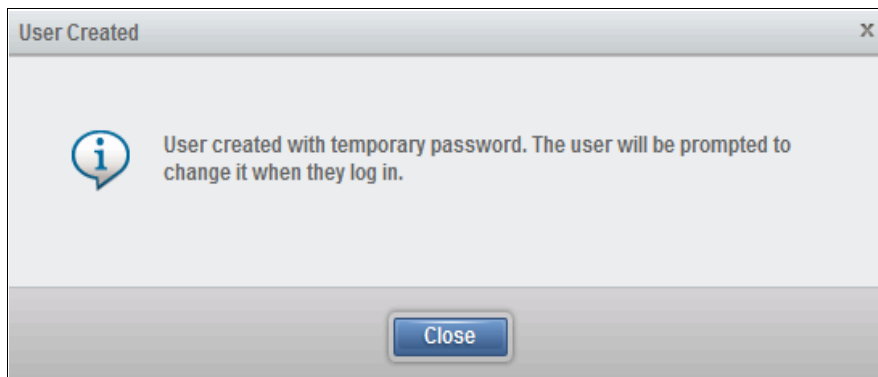 User Created
x
User created with temporary password. The user will be prompted to
change it when they log in.
Close